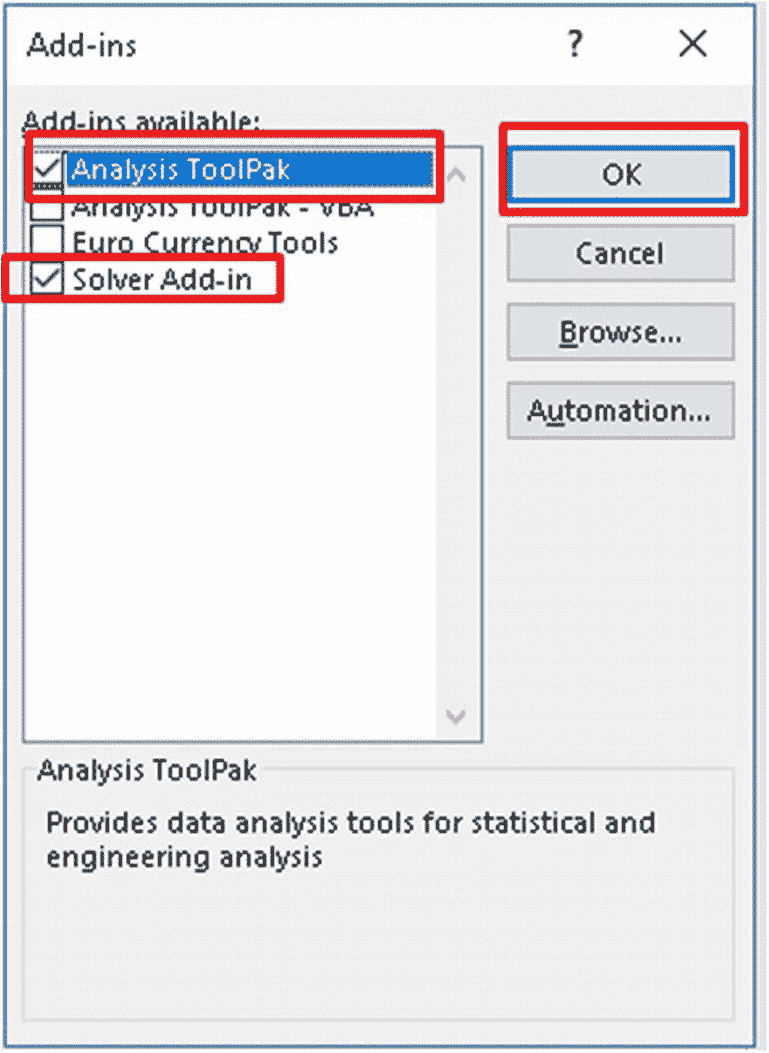 Add-ins
?
Add-ins available:
Analysis ToolPak
Analysis ToolPak - VBA
Euro Currency Tools
Solver Add-in
OK
Cancel
Browse...
Automation...
Analysis ToolPak
Provides data analysis tools for statistical and
engineering analysis